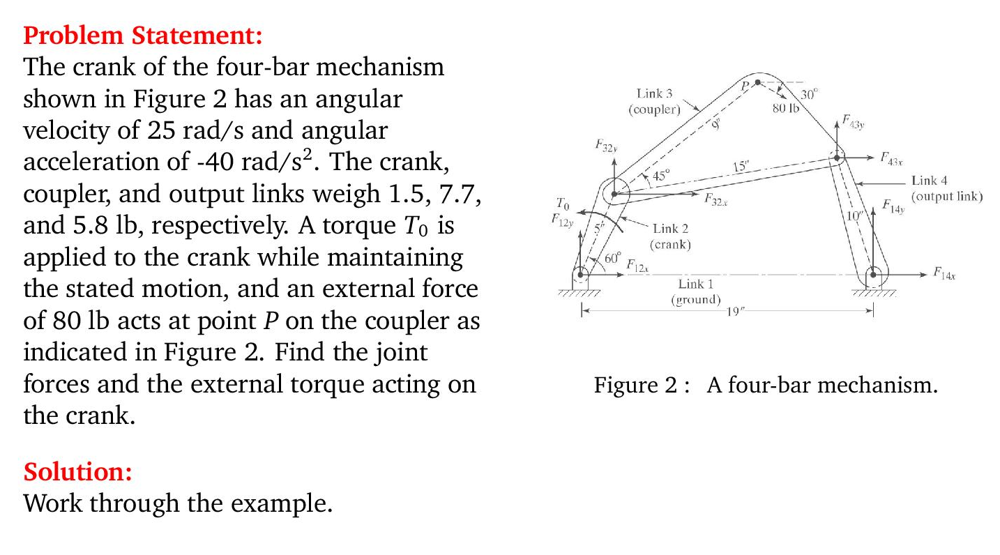 Problem Statement:
The crank of the four-bar mechanism
shown in Figure 2 has an angular
velocity of 25 rad/s and angular
acceleration of -40 rad/s². The crank,
coupler, and output links weigh 1.5, 7.7,
and 5.8 lb, respectively. A torque T₀ is
applied to the crank while maintaining
the stated motion, and an external force
of 80 lb acts at point P on the coupler as
indicated in Figure 2. Find the joint
forces and the external torque acting on
the crank.
Solution:
Work through the example.
P
30°
Link 3
(coupler)
80 lb
9"
F43y
F32y
F43x
45°
15"
Link 4
(output link)
F32x
T₀
F12y
F14y
10"
5"
Link 2
(crank)
60°
F12x
F14x
Link 1
(ground)
19"
Figure 2 : A four-bar mechanism.